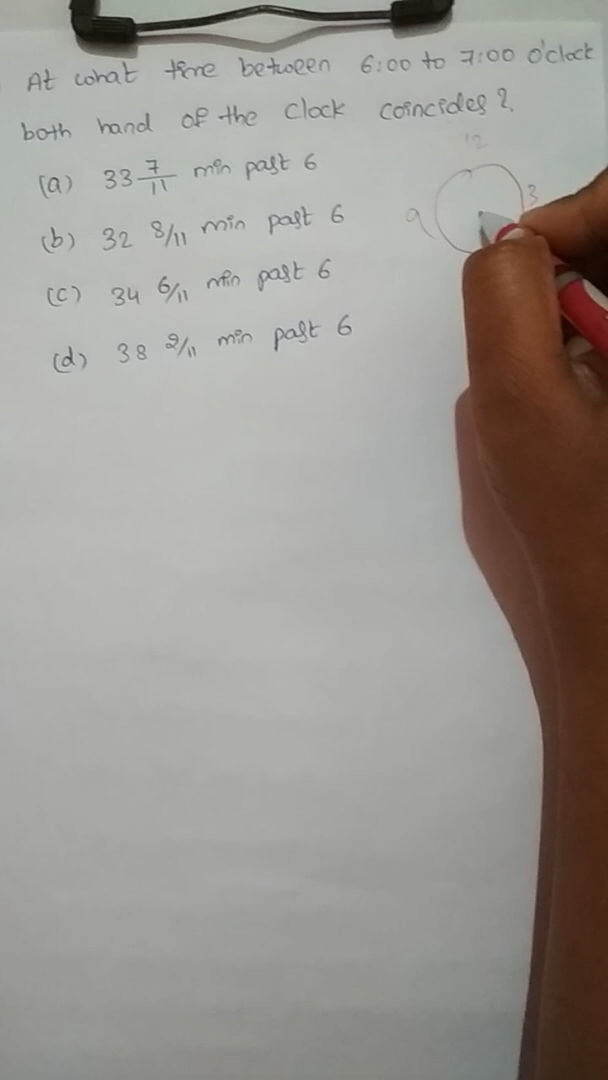 At what time between 6:00 to 7:00 O'clock
both hand of the clock coincides?
(a) 33 7/11 min past 6
(b) 32 8/11 min past 6
(c) 34 6/11 min past 6
(d) 38 2/11 min past 6
12
9
3